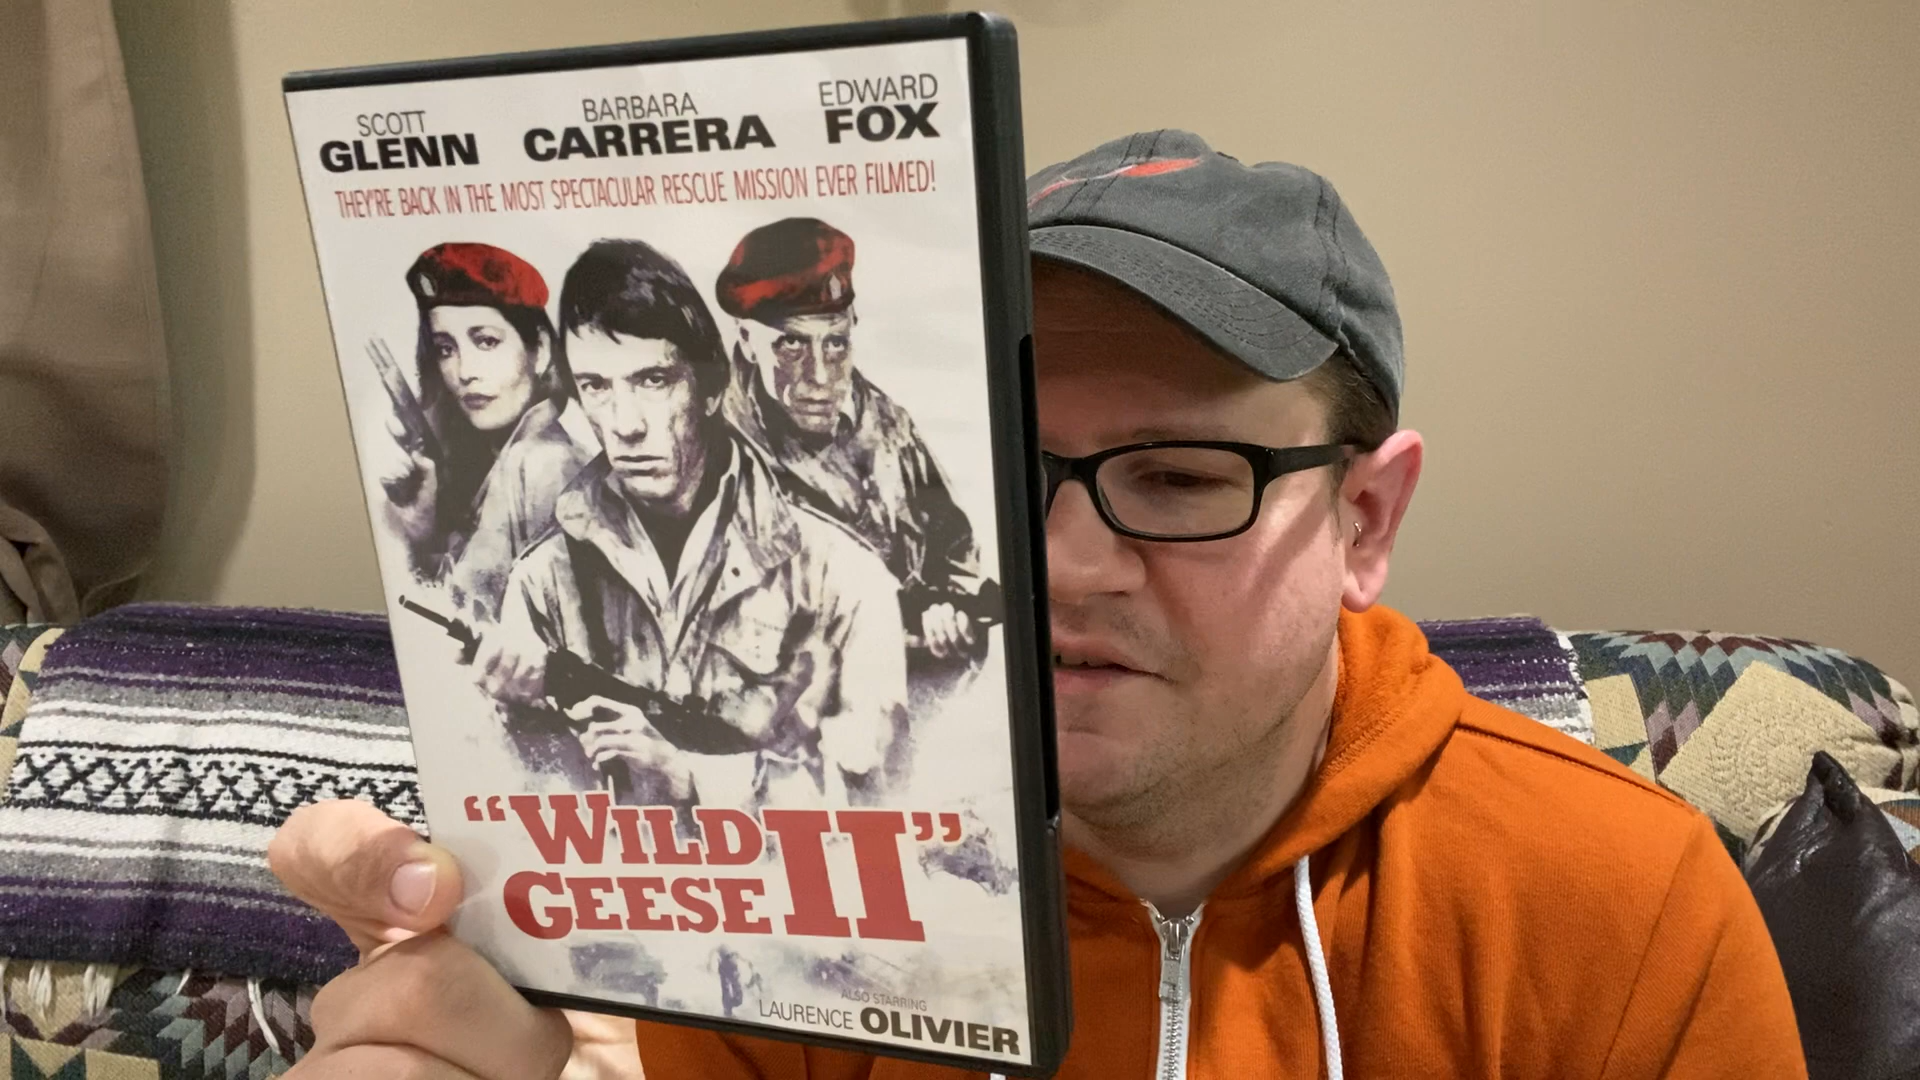 SCOTT
GLENN
BARBARA
CARRERA
EDWARD
FOX
THEY'RE BACK IN THE MOST SPECTACULAR RESCUE MISSION EVER FILMED!
“WILD
GEESE II”
ALSO STARRING
LAURENCE OLIVIER